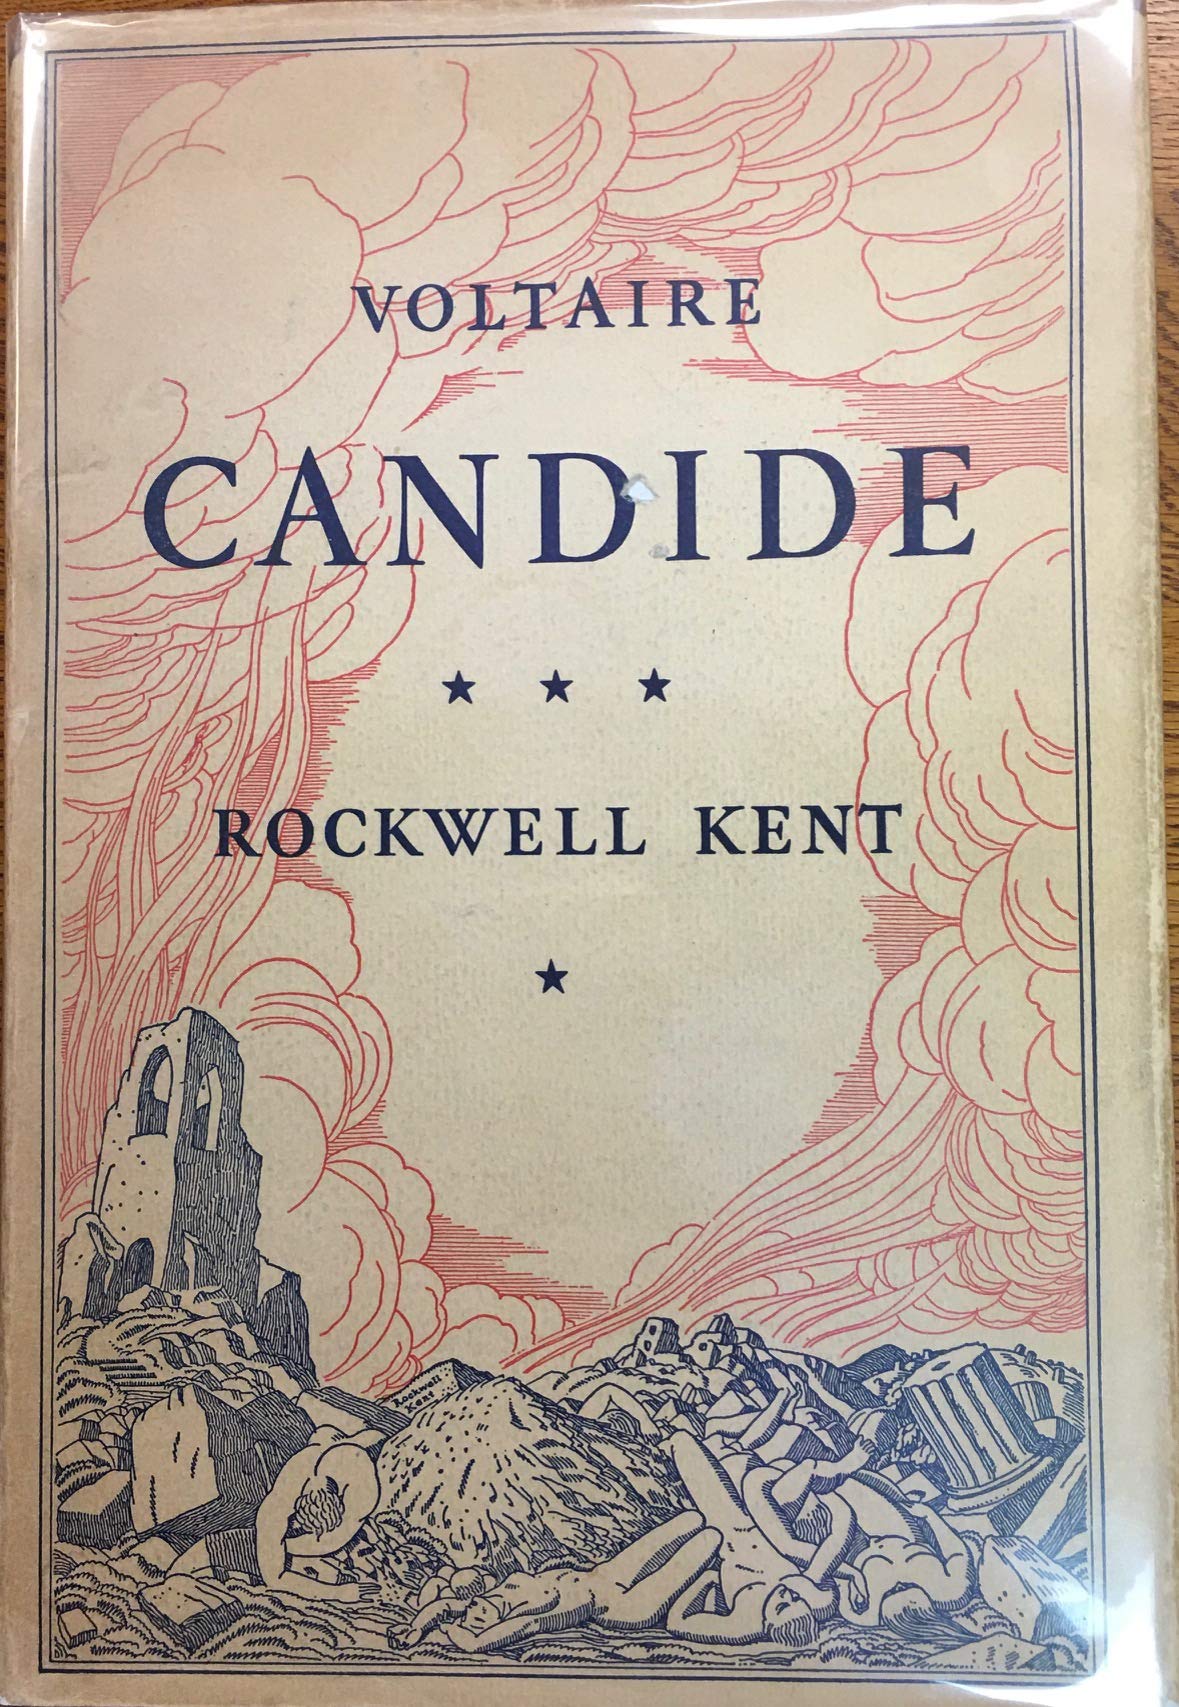 VOLTAIRE
CANDIDE
★ ★ ★
ROCKWELL KENT
★
Rockwell
Kent